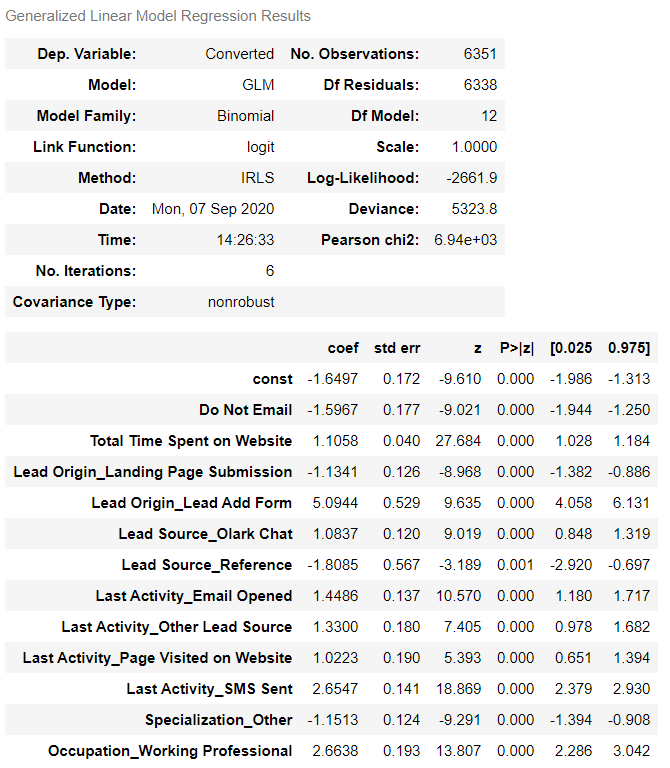 Generalized Linear Model Regression Results
Dep. Variable: Converted No. Observations: 6351
Model: GLM Df Residuals: 6338
Model Family: Binomial Df Model: 12
Link Function: logit Scale: 1.0000
Method: IRLS Log-Likelihood: -2661.9
Date: Mon, 07 Sep 2020 Deviance: 5323.8
Time: 14:26:33 Pearson chi2: 6.94e+03
No. Iterations: 6
Covariance Type: nonrobust
coef std err z P>|z| [0.025 0.975]
const -1.6497 0.172 -9.610 0.000 -1.986 -1.313
Do Not Email -1.5967 0.177 -9.021 0.000 -1.944 -1.250
Total Time Spent on Website 1.1058 0.040 27.684 0.000 1.028 1.184
Lead Origin_Landing Page Submission -1.1341 0.126 -8.968 0.000 -1.382 -0.886
Lead Origin_Lead Add Form 5.0944 0.529 9.635 0.000 4.058 6.131
Lead Source_Olark Chat 1.0837 0.120 9.019 0.000 0.848 1.319
Lead Source_Reference -1.8085 0.567 -3.189 0.001 -2.920 -0.697
Last Activity_Email Opened 1.4486 0.137 10.570 0.000 1.180 1.717
Last Activity_Other Lead Source 1.3300 0.180 7.405 0.000 0.978 1.682
Last Activity_Page Visited on Website 1.0223 0.190 5.393 0.000 0.651 1.394
Last Activity_SMS Sent 2.6547 0.141 18.869 0.000 2.379 2.930
Specialization_Other -1.1513 0.124 -9.291 0.000 -1.394 -0.908
Occupation_Working Professional 2.6638 0.193 13.807 0.000 2.286 3.042